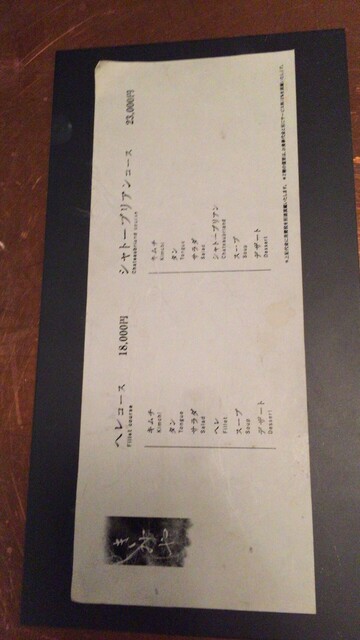 ヘレコース 18,000円
Fillet course
キムチ
Kimchi
タン
Tongue
サラダ
Salad
ヘレ
Fillet
スープ
Soup
デザート
Dessert
シャトーブリアンコース 23,000円
Chateaubriand course
キムチ
Kimchi
タン
Tongue
サラダ
Salad
シャトーブリアン
Chateaubriand
スープ
Soup
デザート
Dessert